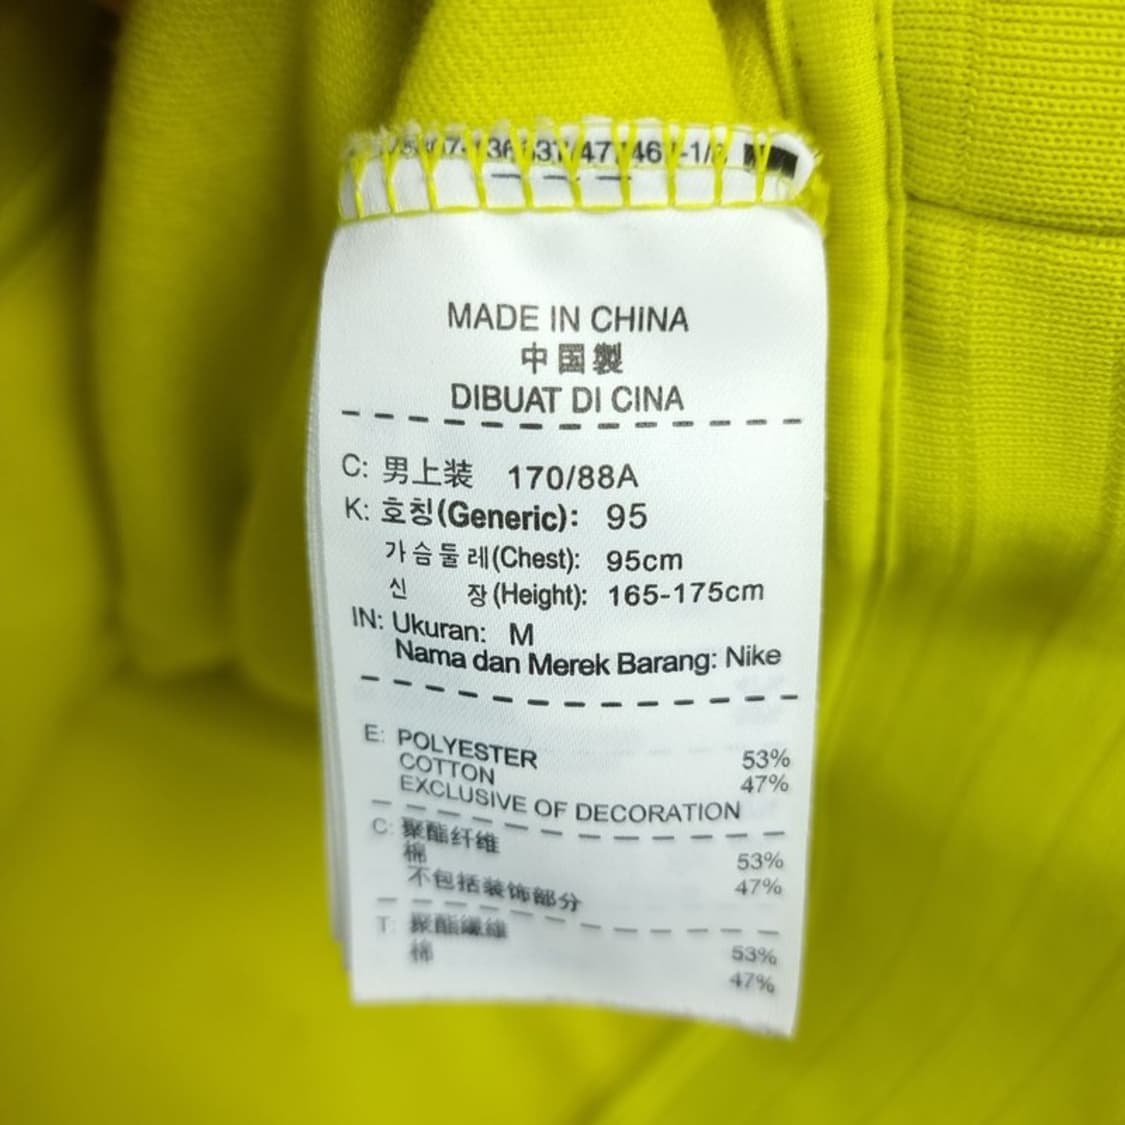 MADE IN CHINA
中国製
DIBUAT DI CINA
C: 男上装 170/88A
K: 호칭(Generic): 95
가슴둘레(Chest): 95cm
신 장(Height): 165-175cm
IN: Ukuran: M
Nama dan Merek Barang: Nike
E: POLYESTER 53%
COTTON 47%
EXCLUSIVE OF DECORATION
C: 聚酯纤维 53%
棉 47%
不包括装饰部分
T: 聚酯纖維 53%
棉 47%